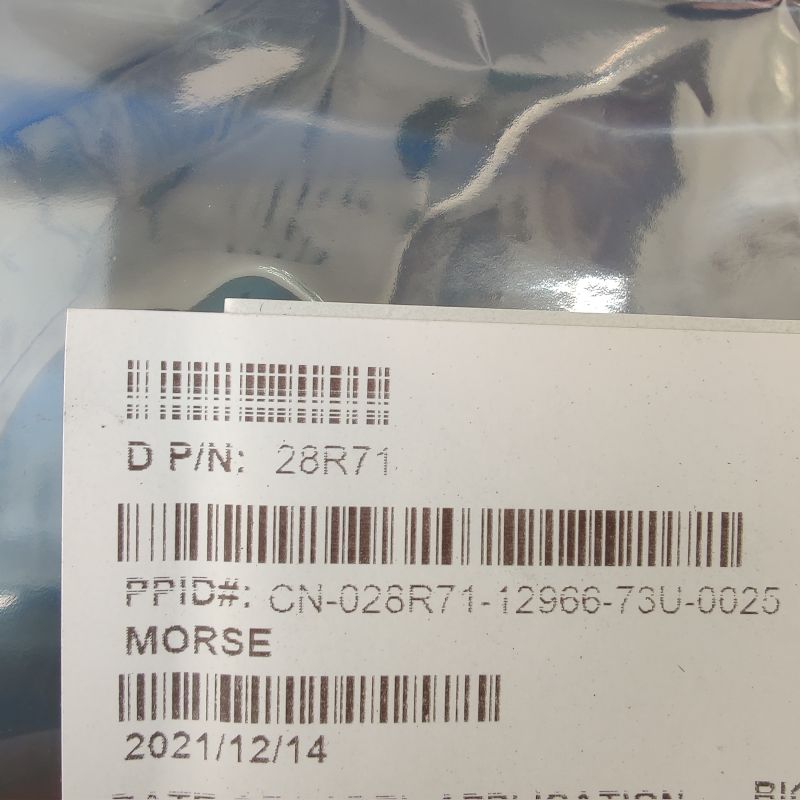 D P/N: 28R71
PPID#: CN-028R71-12966-73U-0025
MORSE
2021/12/14